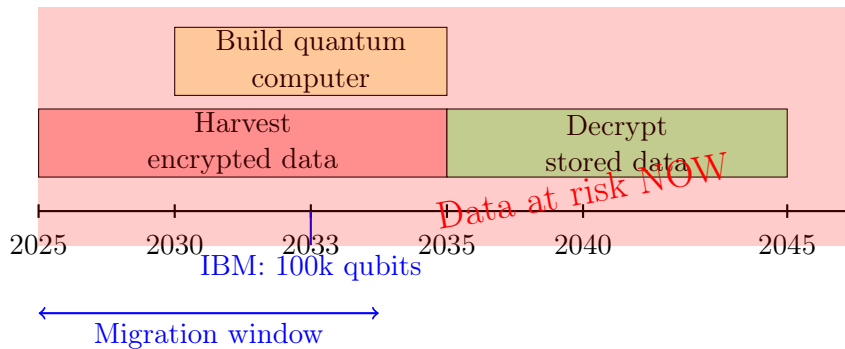 Build quantum
computer
Harvest
encrypted data
Decrypt
stored data
Data at risk NOW
2025 2030 2033 2035 2040 2045
IBM: 100k qubits
Migration window